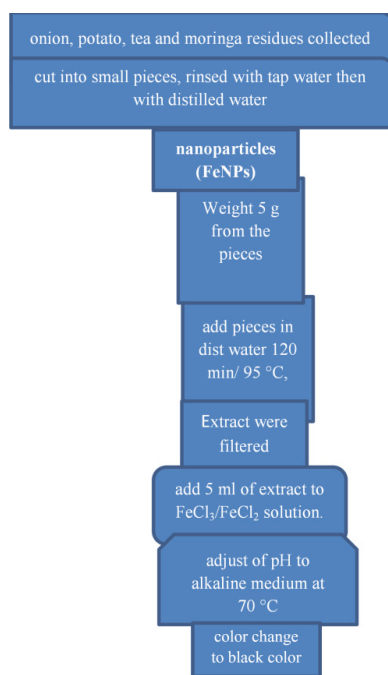 onion, potato, tea and moringa residues collected
cut into small pieces, rinsed with tap water then
with distilled water
nanoparticles
(FeNPs)
Weight 5 g
from the
pieces
add pieces in
dist water 120
min/ 95 °C,
Extract were
filtered
add 5 ml of extract to
FeCl₃/FeCl₂ solution.
adjust of pH to
alkaline medium at
70 °C
color change
to black color